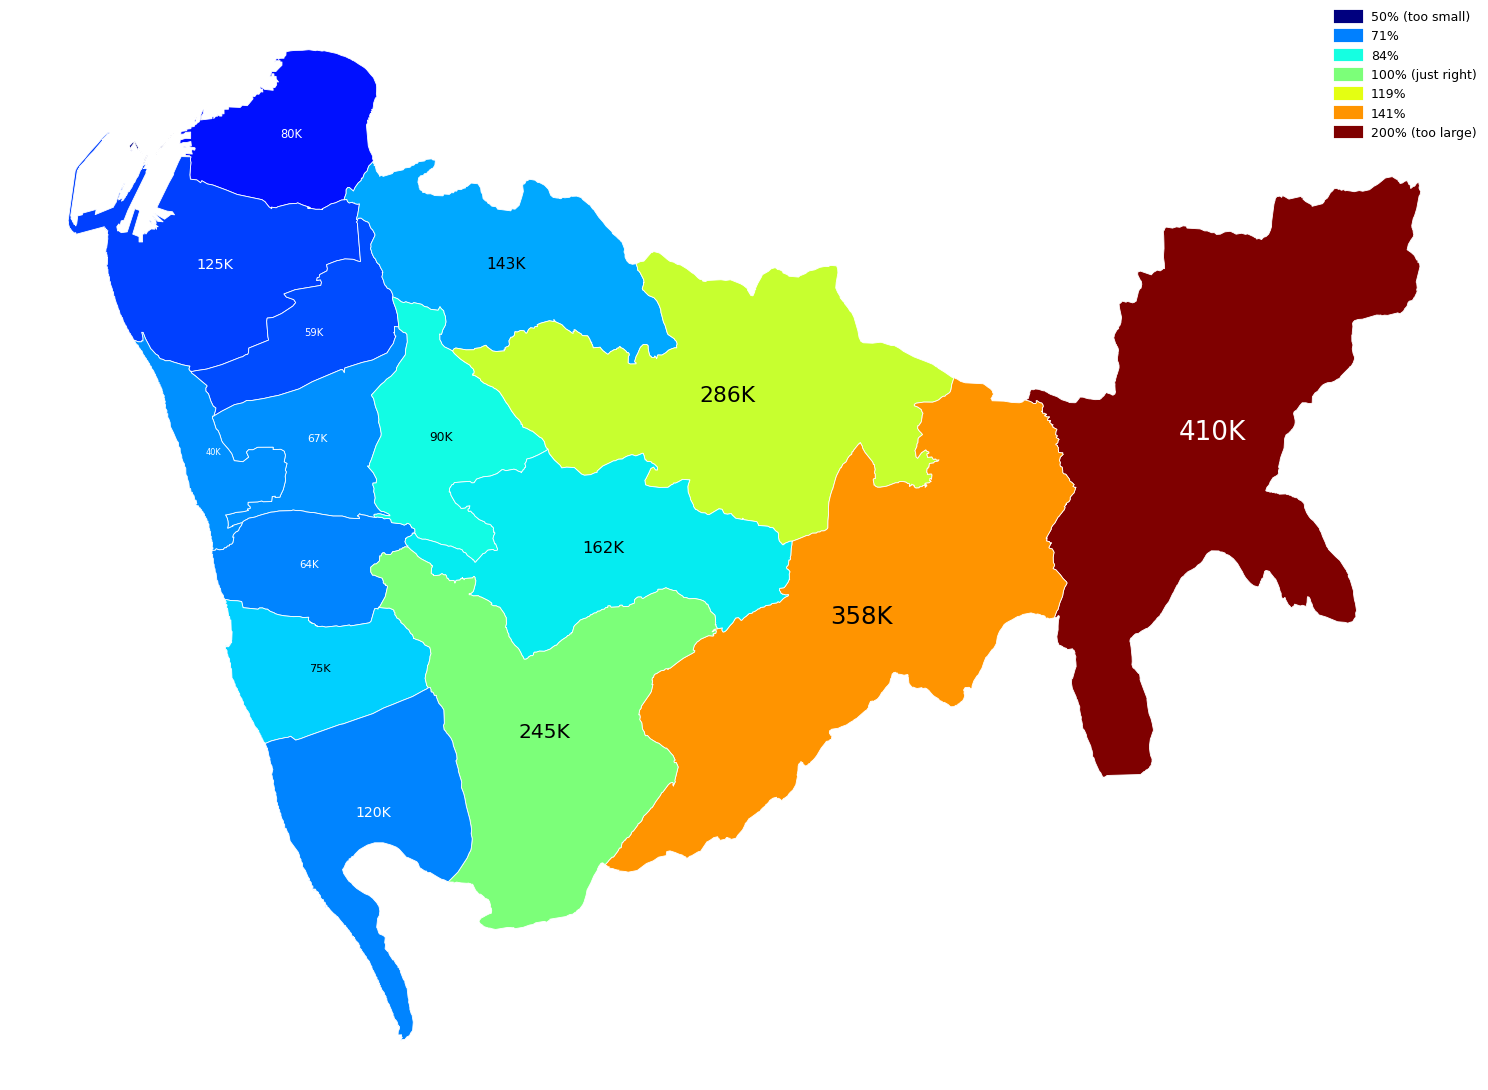 50% (too small)
71%
84%
100% (just right)
119%
141%
200% (too large)
80K
125K
143K
59K
286K
410K
67K
90K
40K
162K
64K
358K
75K
245K
120K